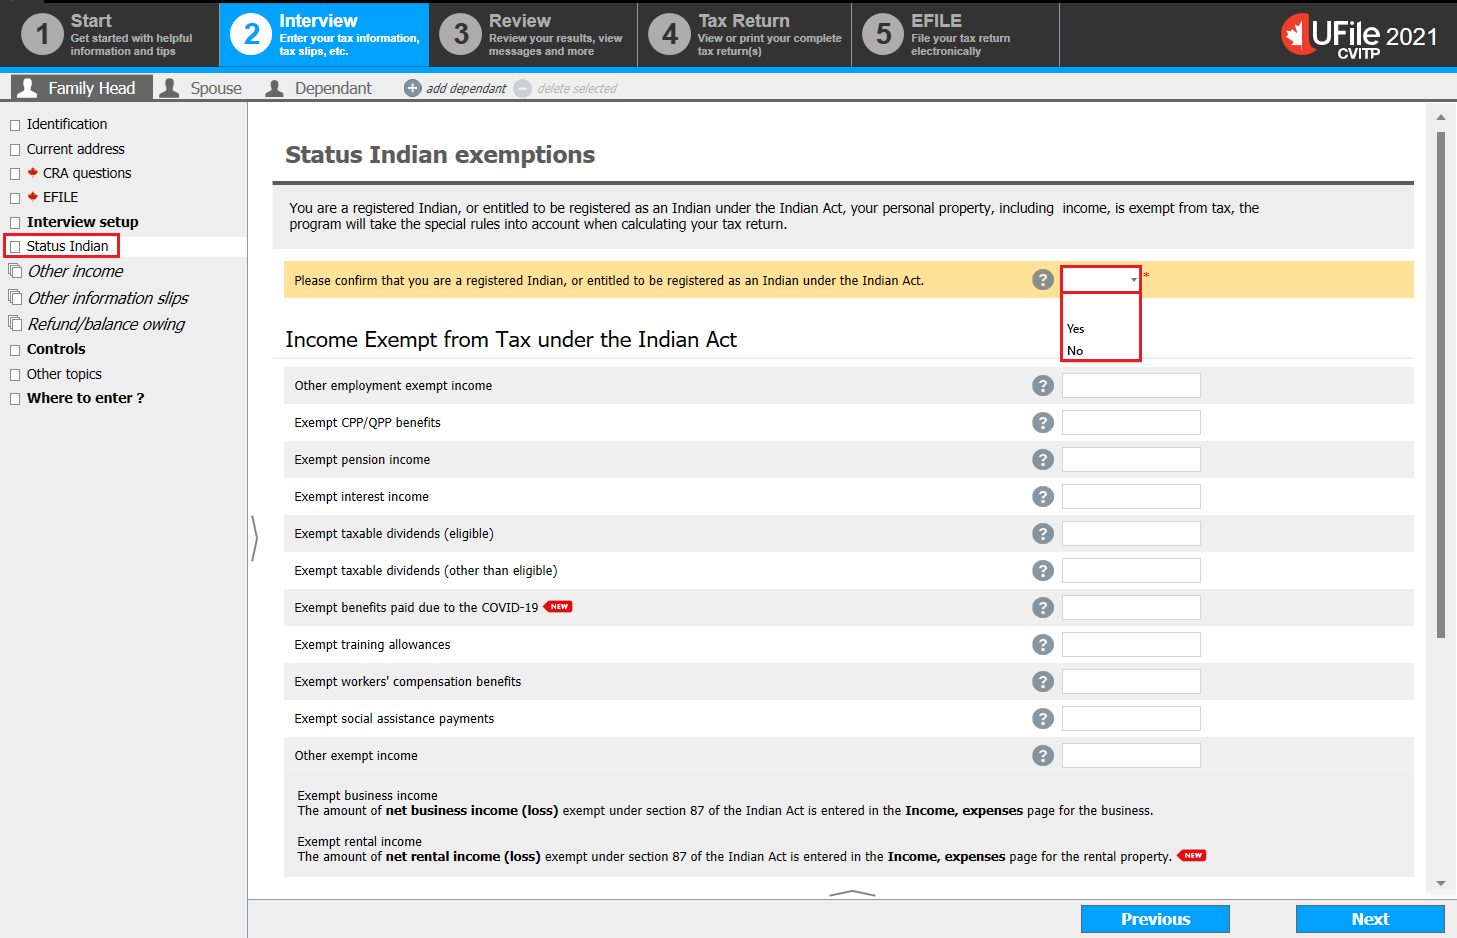 1
Start
Get started with helpful
information and tips
2
Interview
Enter your tax information,
tax slips, etc.
3
Review
Review your results, view
messages and more
4
Tax Return
View or print your complete
tax return(s)
5
EFILE
File your tax return
electronically
UFile 2021
CVITP
Family Head
Spouse
Dependant
+ add dependant
− delete selected
Identification
Current address
CRA questions
EFILE
Interview setup
Status Indian
Other income
Other information slips
Refund/balance owing
Controls
Other topics
Where to enter ?
Status Indian exemptions
You are a registered Indian, or entitled to be registered as an Indian under the Indian Act, your personal property, including income, is exempt from tax, the
program will take the special rules into account when calculating your tax return.
Please confirm that you are a registered Indian, or entitled to be registered as an Indian under the Indian Act. ? *
Yes
No
Income Exempt from Tax under the Indian Act
Other employment exempt income ?
Exempt CPP/QPP benefits ?
Exempt pension income ?
Exempt interest income ?
Exempt taxable dividends (eligible) ?
Exempt taxable dividends (other than eligible) ?
Exempt benefits paid due to the COVID-19 NEW ?
Exempt training allowances ?
Exempt workers' compensation benefits ?
Exempt social assistance payments ?
Other exempt income ?
Exempt business income
The amount of net business income (loss) exempt under section 87 of the Indian Act is entered in the Income, expenses page for the business.
Exempt rental income
The amount of net rental income (loss) exempt under section 87 of the Indian Act is entered in the Income, expenses page for the rental property. NEW
Previous
Next